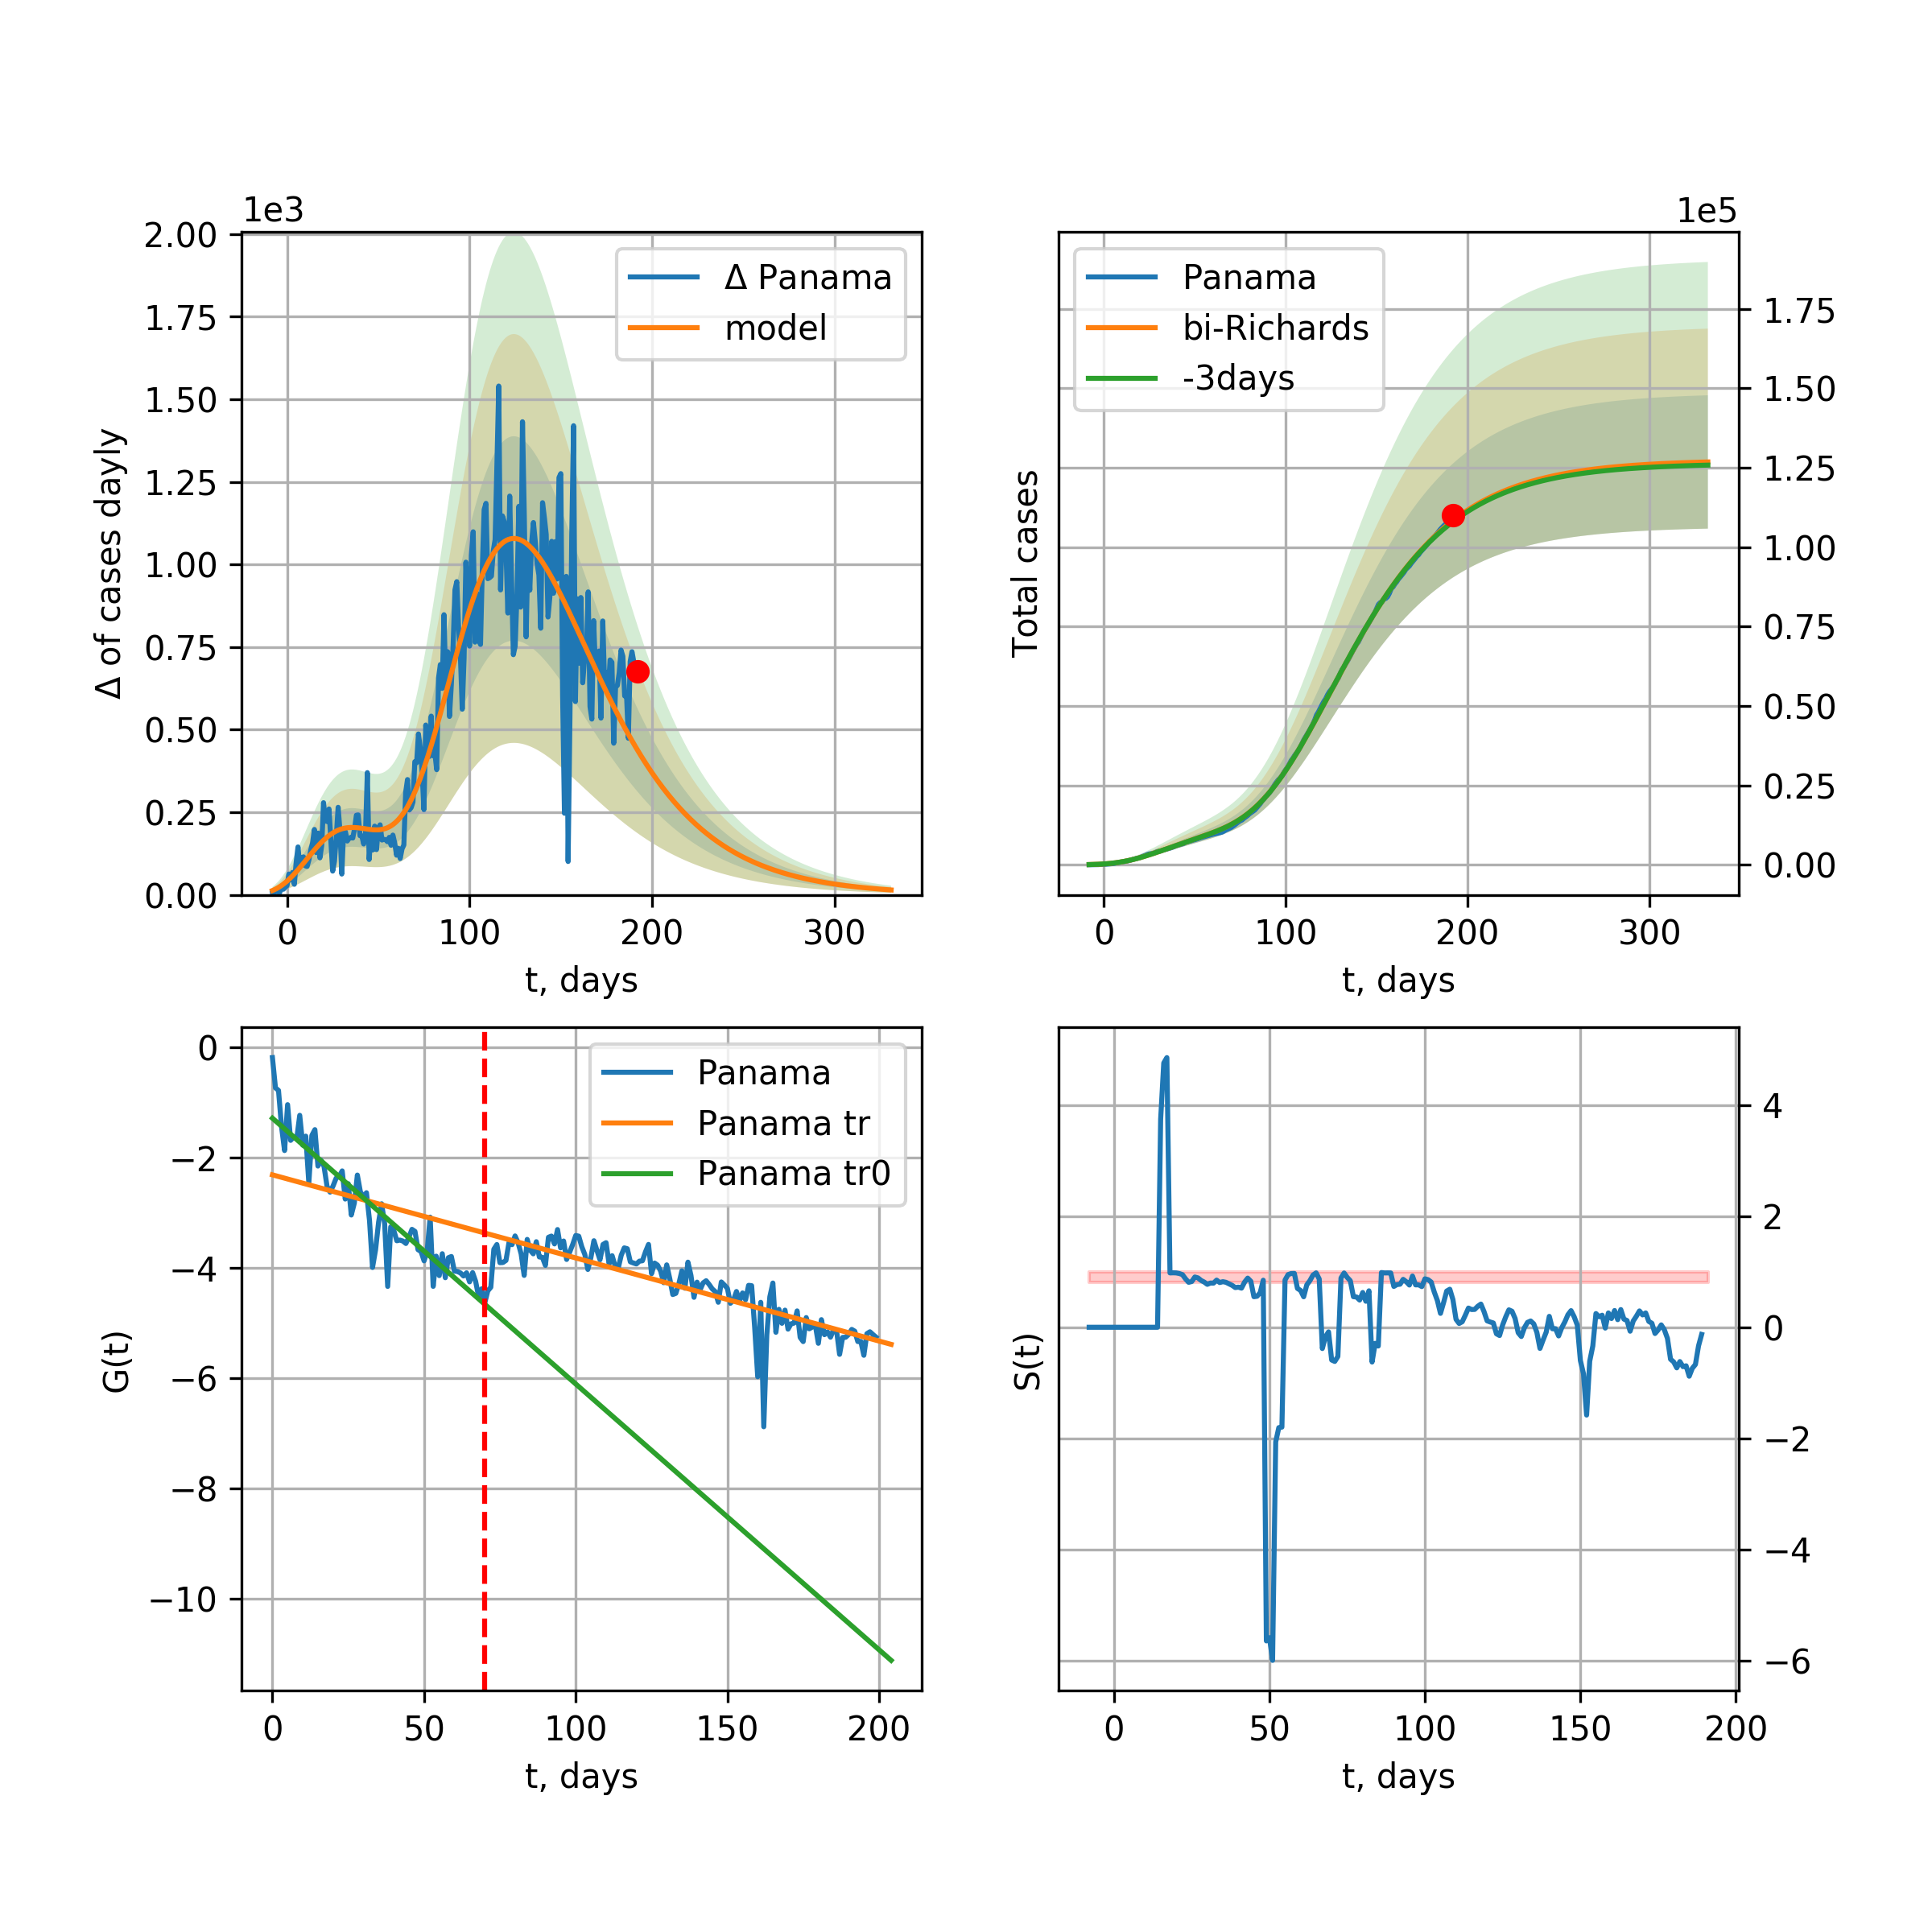 1e3
2.00
1.75
1.50
1.25
1.00
0.75
0.50
0.25
0.00
Δ of cases dayly
Δ Panama
model
0 100 200 300
t, days
1e5
Total cases
Panama
bi-Richards
-3days
1.75
1.50
1.25
1.00
0.75
0.50
0.25
0.00
0 100 200 300
t, days
0
−2
−4
−6
−8
−10
G(t)
Panama
Panama tr
Panama tr0
0 50 100 150 200
t, days
S(t)
4
2
0
−2
−4
−6
0 50 100 150 200
t, days